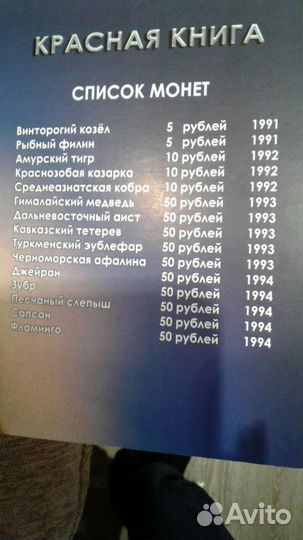 КРАСНАЯ КНИГА
СПИСОК МОНЕТ
Винторогий козёл 5 рублей 1991
Рыбный филин 5 рублей 1991
Амурский тигр 10 рублей 1992
Краснозобая казарка 10 рублей 1992
Среднеазиатская кобра 10 рублей 1992
Гималайский медведь 50 рублей 1993
Дальневосточный аист 50 рублей 1993
Кавказский тетерев 50 рублей 1993
Туркменский эублефар 50 рублей 1993
Черноморская афалина 50 рублей 1993
Джейран 50 рублей 1994
Зубр 50 рублей 1994
Песчаный слепыш 50 рублей 1994
Сапсан 50 рублей 1994
Фламинго 50 рублей 1994
Avito